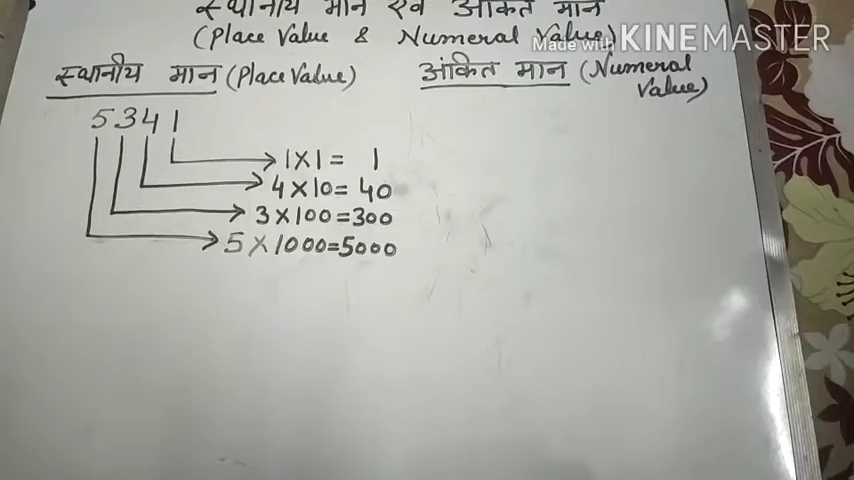 स्थानीय मान एवं अंकित मान
(Place Value & Numeral Value)
Made with KINEMASTER
स्थानीय मान (Place Value)
अंकित मान (Numeral
Value)
5341
1×1= 1
4×10=40
3×100=300
5×1000=5000